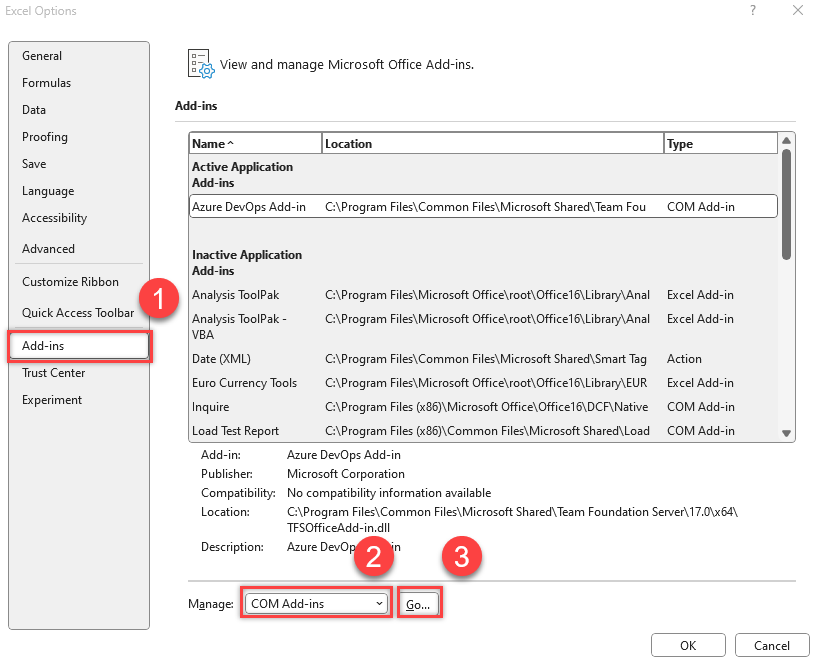 Excel Options
?
General
Formulas
Data
Proofing
Save
Language
Accessibility
Advanced
Customize Ribbon
Quick Access Toolbar
Add-ins
Trust Center
Experiment
1
View and manage Microsoft Office Add-ins.
Add-ins
Name Location Type
Active Application
Add-ins
Azure DevOps Add-in C:\Program Files\Common Files\Microsoft Shared\Team Fou COM Add-in
Inactive Application
Add-ins
Analysis ToolPak C:\Program Files\Microsoft Office\root\Office16\Library\Anal Excel Add-in
Analysis ToolPak - C:\Program Files\Microsoft Office\root\Office16\Library\Anal Excel Add-in
VBA
Date (XML) C:\Program Files\Common Files\Microsoft Shared\Smart Tag Action
Euro Currency Tools C:\Program Files\Microsoft Office\root\Office16\Library\EUR Excel Add-in
Inquire C:\Program Files (x86)\Microsoft Office\Office16\DCF\Native COM Add-in
Load Test Report C:\Program Files (x86)\Common Files\Microsoft Shared\Load COM Add-in
Add-in: Azure DevOps Add-in
Publisher: Microsoft Corporation
Compatibility: No compatibility information available
Location: C:\Program Files\Common Files\Microsoft Shared\Team Foundation Server\17.0\x64\
TFSOfficeAdd-in.dll
Description: Azure DevOp in
2
3
Manage: COM Add-ins Go...
OK Cancel